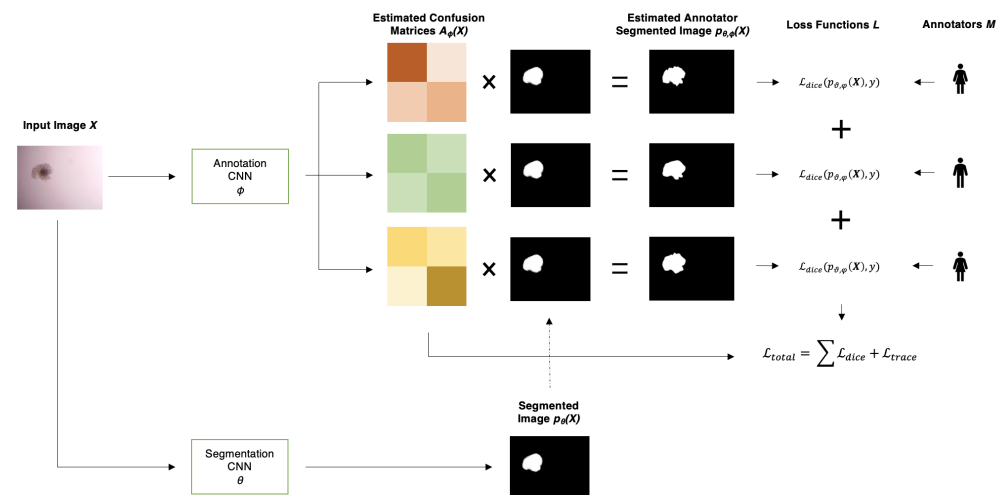 Estimated Confusion
Matrices Aϕ(X)
Estimated Annotator
Segmented Image pθ,ϕ(X)
Loss Functions L
Annotators M
Input Image X
Annotation
CNN
ϕ
×
=
ℒdice(pθ,φ(X), y)
+
×
=
ℒdice(pθ,φ(X), y)
+
×
=
ℒdice(pθ,φ(X), y)
ℒtotal = ∑ ℒdice + ℒtrace
Segmented
Image pθ(X)
Segmentation
CNN
θ